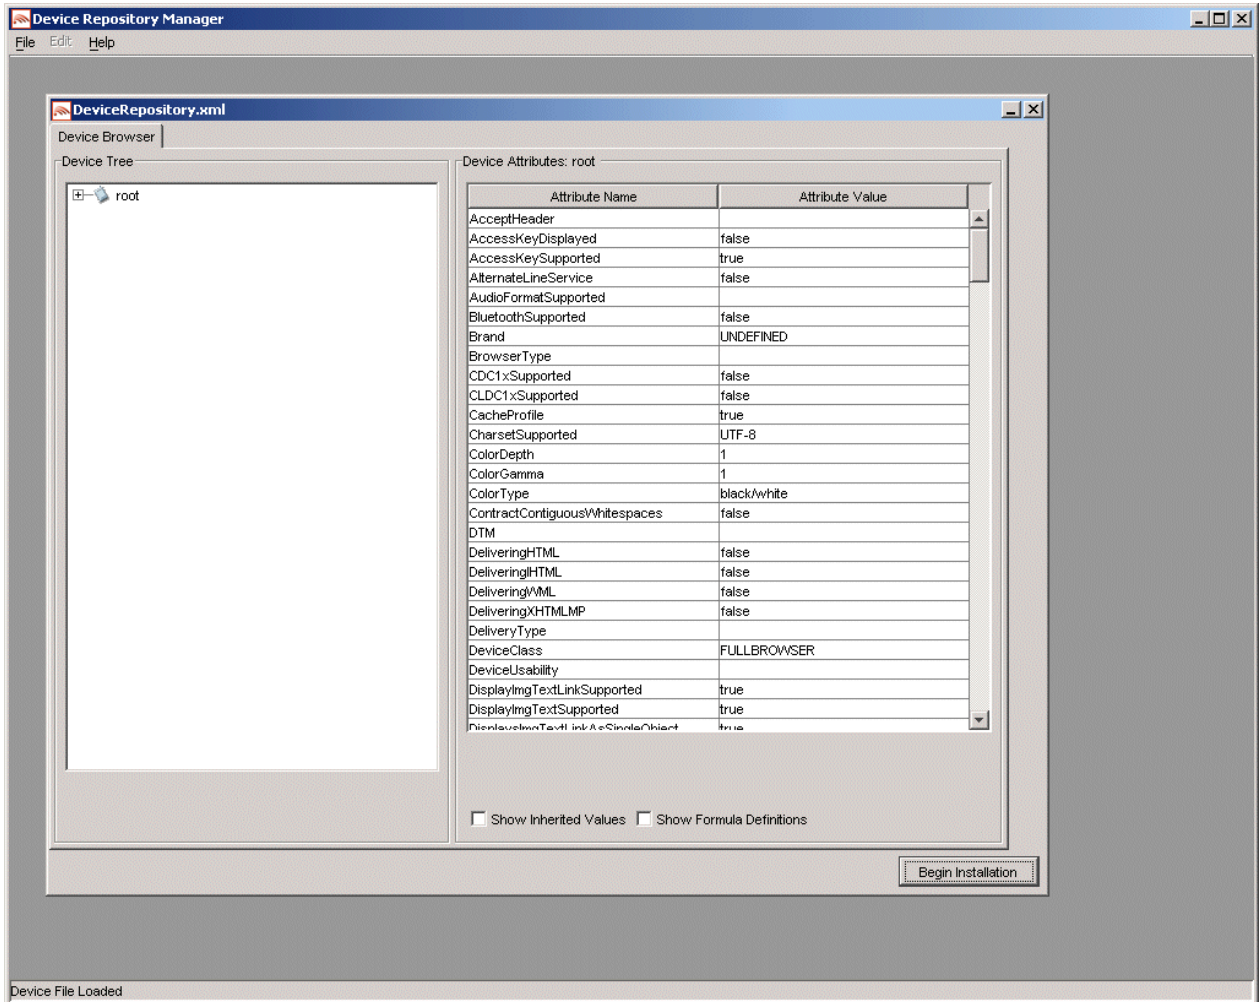 Device Repository Manager
File Edit Help
DeviceRepository.xml
Device Browser
Device Tree
root
Device Attributes: root
Attribute Name Attribute Value
AcceptHeader
AccessKeyDisplayed false
AccessKeySupported true
AlternateLineService false
AudioFormatSupported
BluetoothSupported false
Brand UNDEFINED
BrowserType
CDC1xSupported false
CLDC1xSupported false
CacheProfile true
CharsetSupported UTF-8
ColorDepth 1
ColorGamma 1
ColorType black/white
ContractContiguousWhitespaces false
DTM
DeliveringHTML false
DeliveringIHTML false
DeliveringWML false
DeliveringXHTMLMP false
DeliveryType
DeviceClass FULLBROWSER
DeviceUsability
DisplayImgTextLinkSupported true
DisplayImgTextSupported true
DisplaysImgTextLinkAsSingleObject true
Show Inherited Values Show Formula Definitions
Begin Installation
Device File Loaded